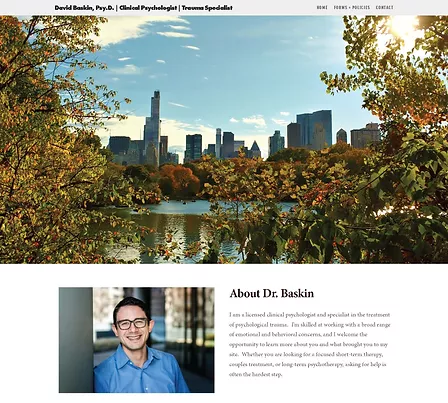 David Baskin, Psy.D. | Clinical Psychologist | Trauma Specialist
HOME FORMS + POLICIES CONTACT
About Dr. Baskin
I am a licensed clinical psychologist and specialist in the treatment
of psychological trauma. I'm skilled at working with a broad range
of emotional and behavioral concerns, and I welcome the
opportunity to learn more about you and what brought you to my
site. Whether you are looking for a focused short-term therapy,
couples treatment, or long-term psychotherapy, asking for help is
often the hardest step.